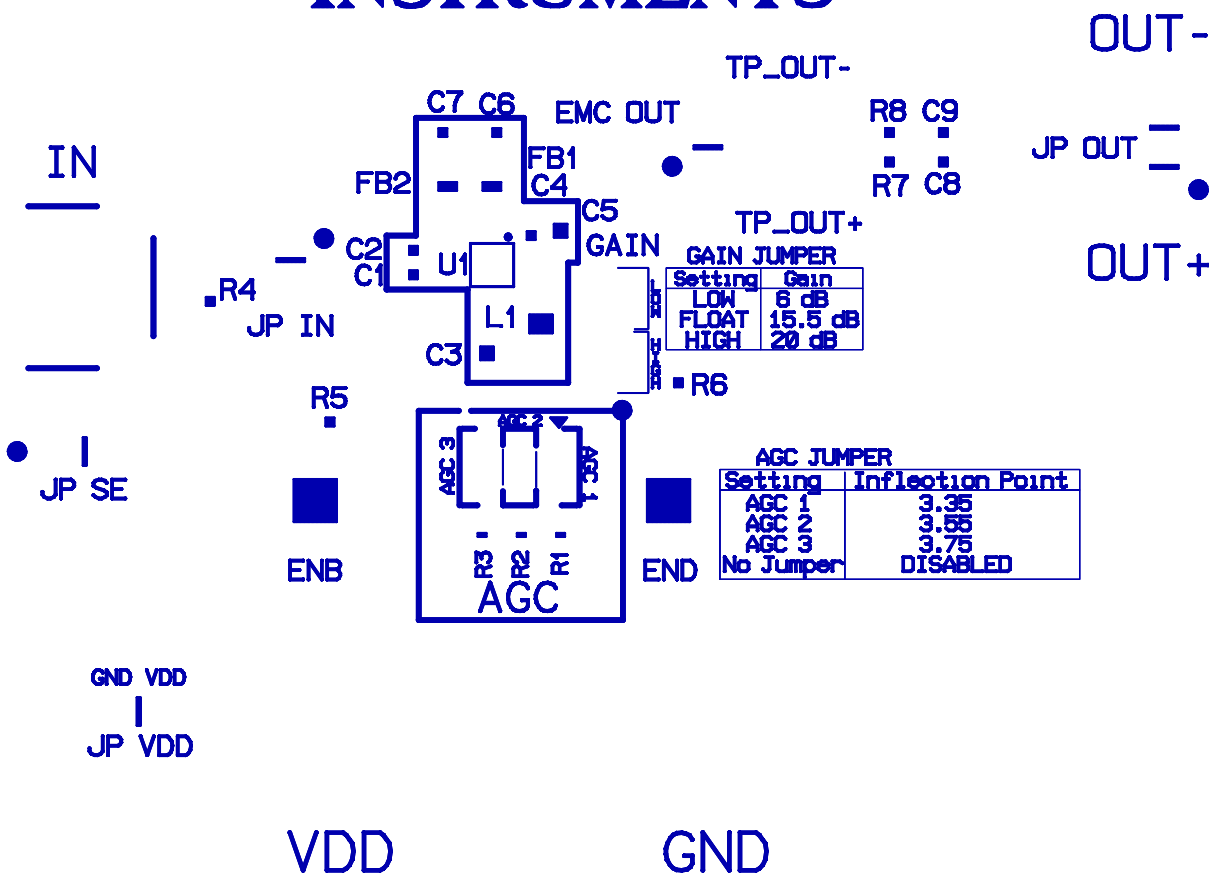 INSTRUMENTS
OUT-
TP_OUT-
C7 C6
EMC OUT
R8 C9
JP OUT
IN
FB1
FB2
C4
R7 C8
C5
TP_OUT+
GAIN
C2
C1
U1
GAIN JUMPER
OUT+
Setting Gain
LOW 6 dB
FLOAT 15.5 dB
HIGH 20 dB
LOW
HIGH
R4
JP IN
L1
C3
R6
R5
AGC 2
AGC 3
AGC 1
JP SE
AGC JUMPER
Setting Inflection Point
AGC 1 3.35
AGC 2 3.55
AGC 3 3.75
No Jumper DISABLED
R3 R2 R1
ENB
END
AGC
GND VDD
JP VDD
VDD
GND